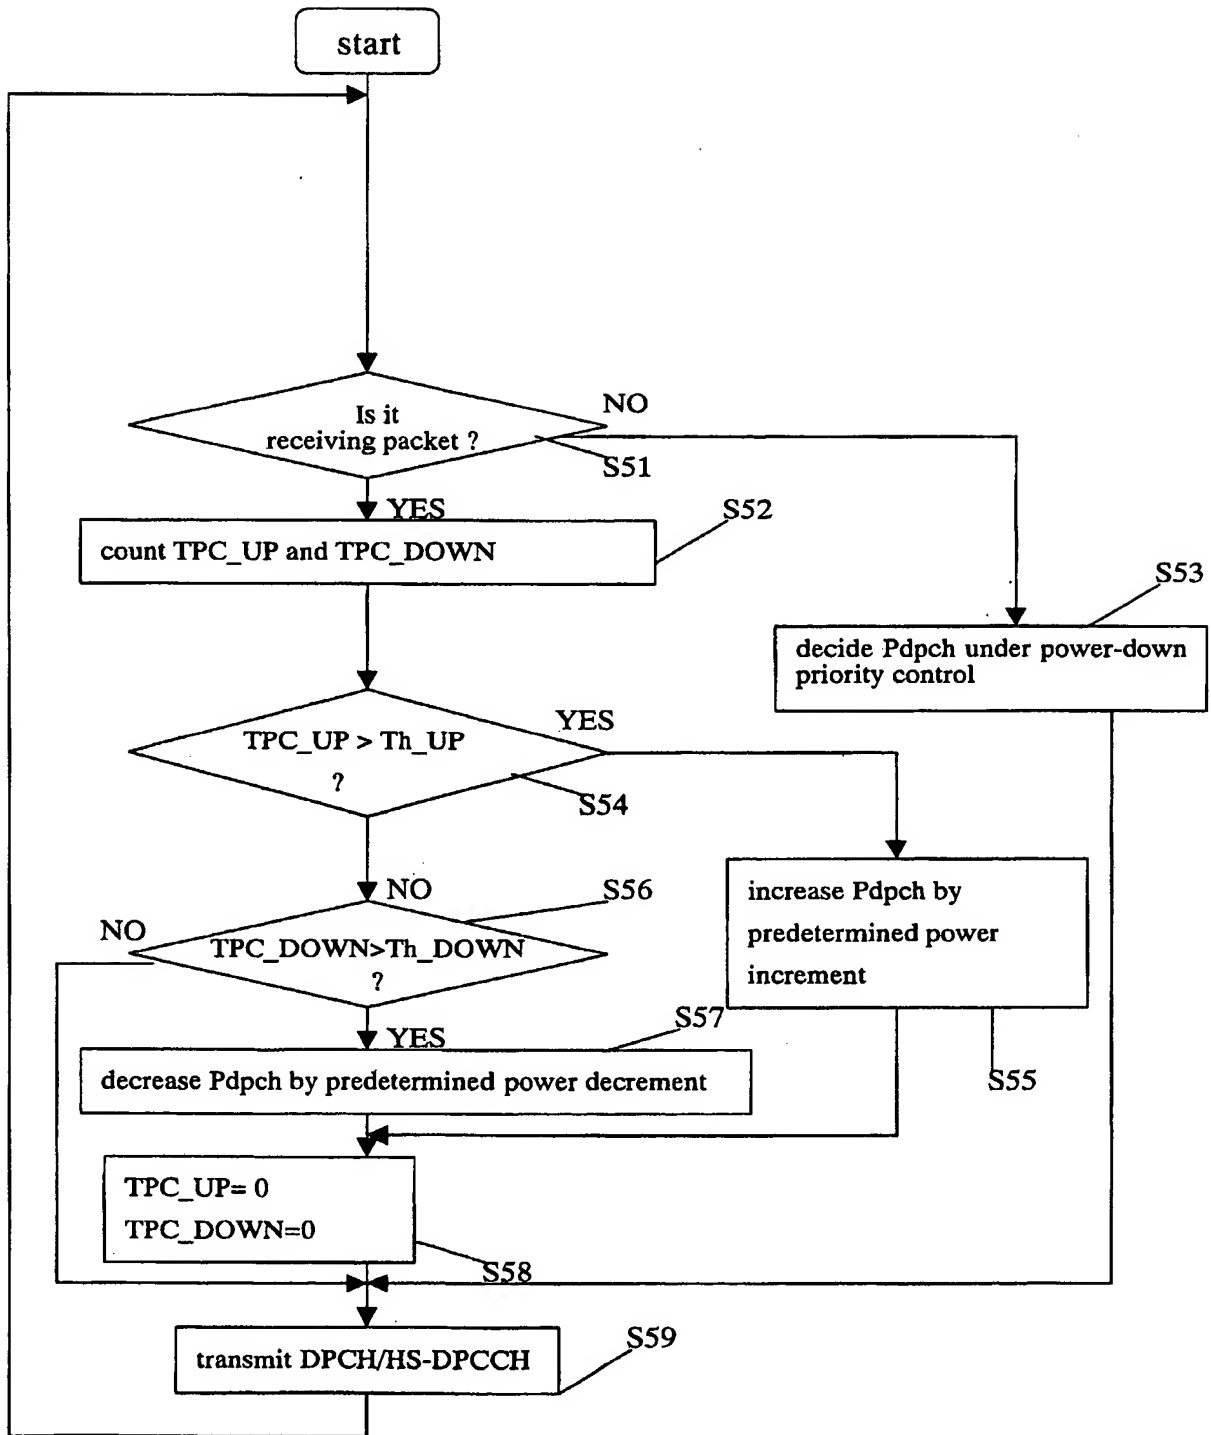 start
Is it
receiving packet ?
NO
S51
YES
S52
count TPC_UP and TPC_DOWN
S53
decide Pdpch under power-down
priority control
YES
TPC_UP > Th_UP
?
S54
NO
S56
NO
TPC_DOWN>Th_DOWN
?
increase Pdpch by
predetermined power
increment
S57
YES
S55
decrease Pdpch by predetermined power decrement
TPC_UP= 0
TPC_DOWN=0
S58
S59
transmit DPCH/HS-DPCCH